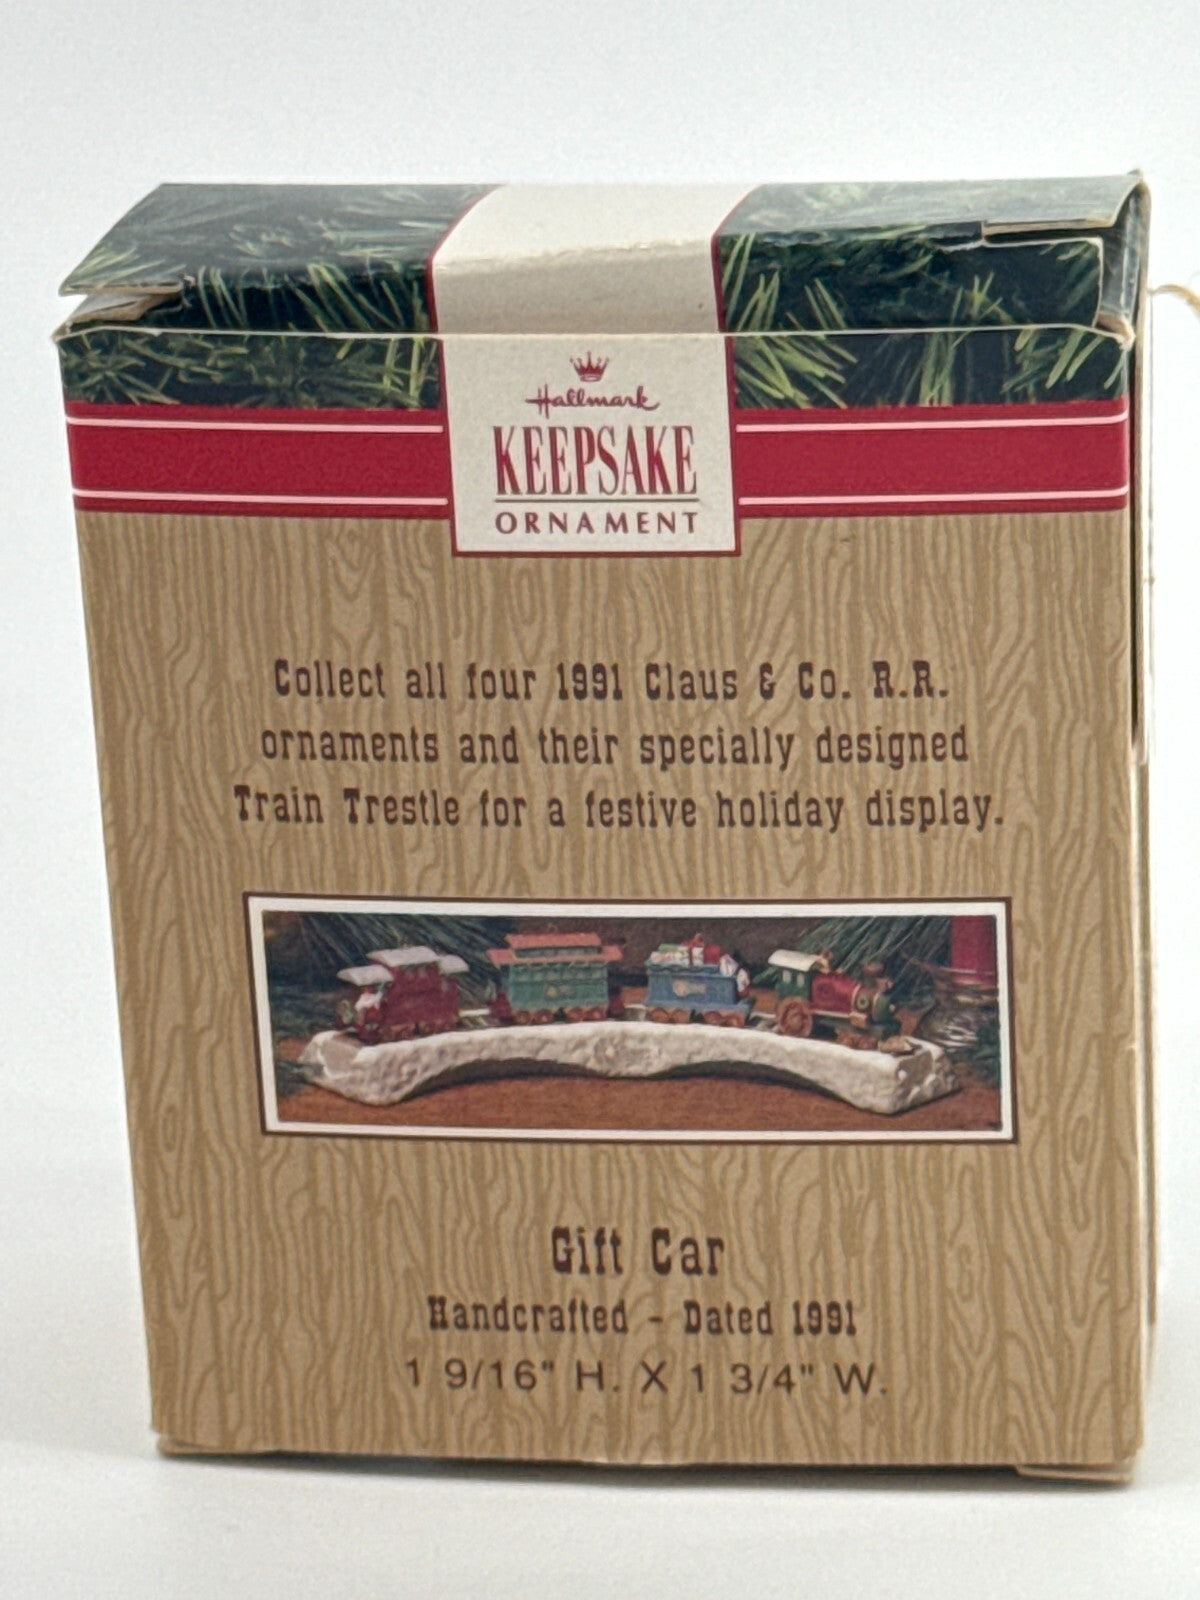 Hallmark
KEEPSAKE
ORNAMENT
Collect all four 1991 Claus & Co. R.R.
ornaments and their specially designed
Train Trestle for a festive holiday display.
Gift Car
Handcrafted - Dated 1991
1 9/16" H. X 1 3/4" W.